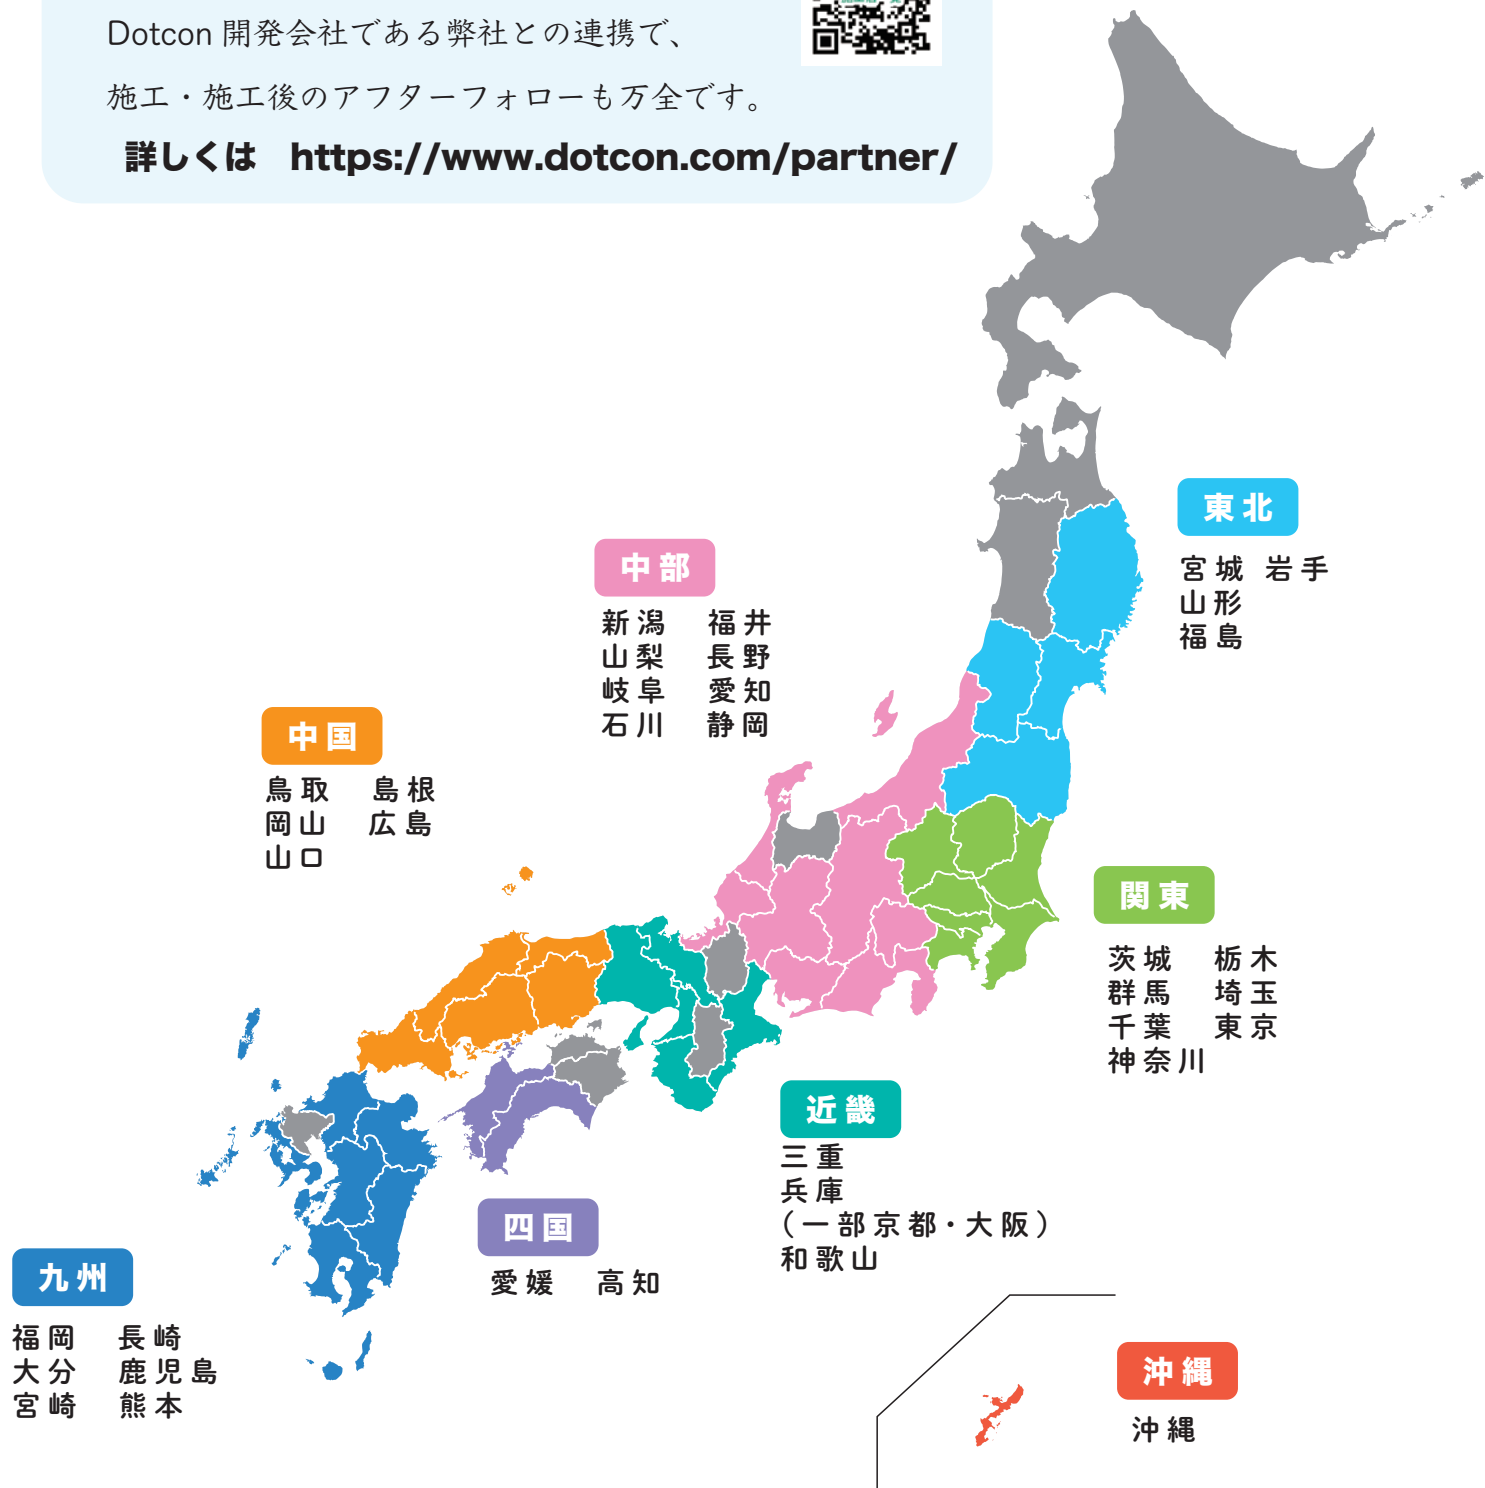 Dotcon 開発会社である弊社との連携で、
施工・施工後のアフターフォローも万全です。
詳しくは https://www.dotcon.com/partner/
東北
宮城 岩手
山形
福島
中部
新潟 福井
山梨 長野
岐阜 愛知
石川 静岡
中国
鳥取 島根
岡山 広島
山口
関東
茨城 栃木
群馬 埼玉
千葉 東京
神奈川
近畿
三重
兵庫
(一部京都・大阪)
和歌山
四国
愛媛 高知
九州
福岡 長崎
大分 鹿児島
宮崎 熊本
沖縄
沖縄